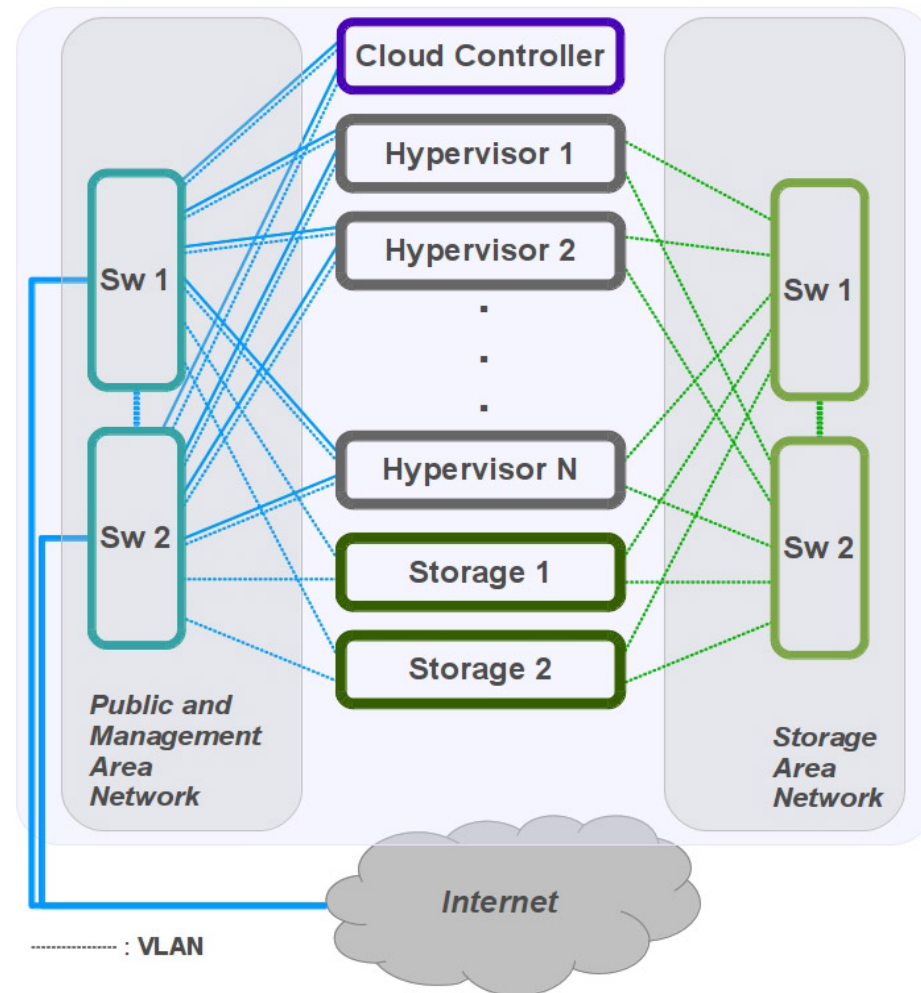 Cloud Controller
Hypervisor 1
Hypervisor 2
.
.
.
Hypervisor N
Storage 1
Storage 2
Sw 1
Sw 2
Public and
Management
Area
Network
Sw 1
Sw 2
Storage
Area
Network
Internet
: VLAN